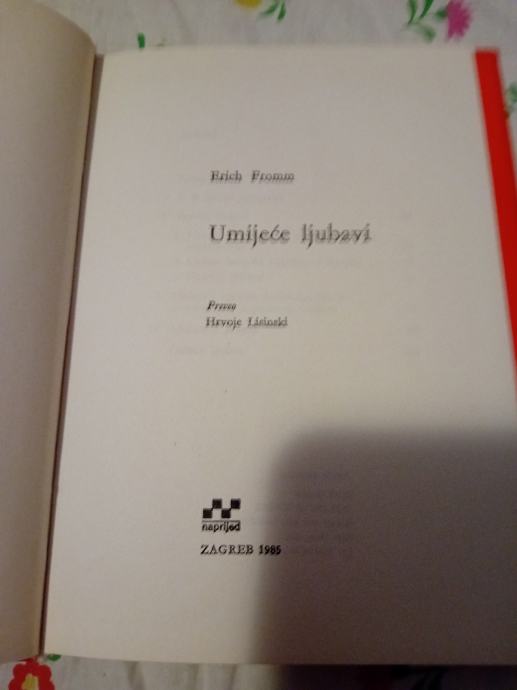 Erich Fromm
Umijeće ljubavi
Preveo
Hrvoje Lisinski
naprijed
ZAGREB 1985